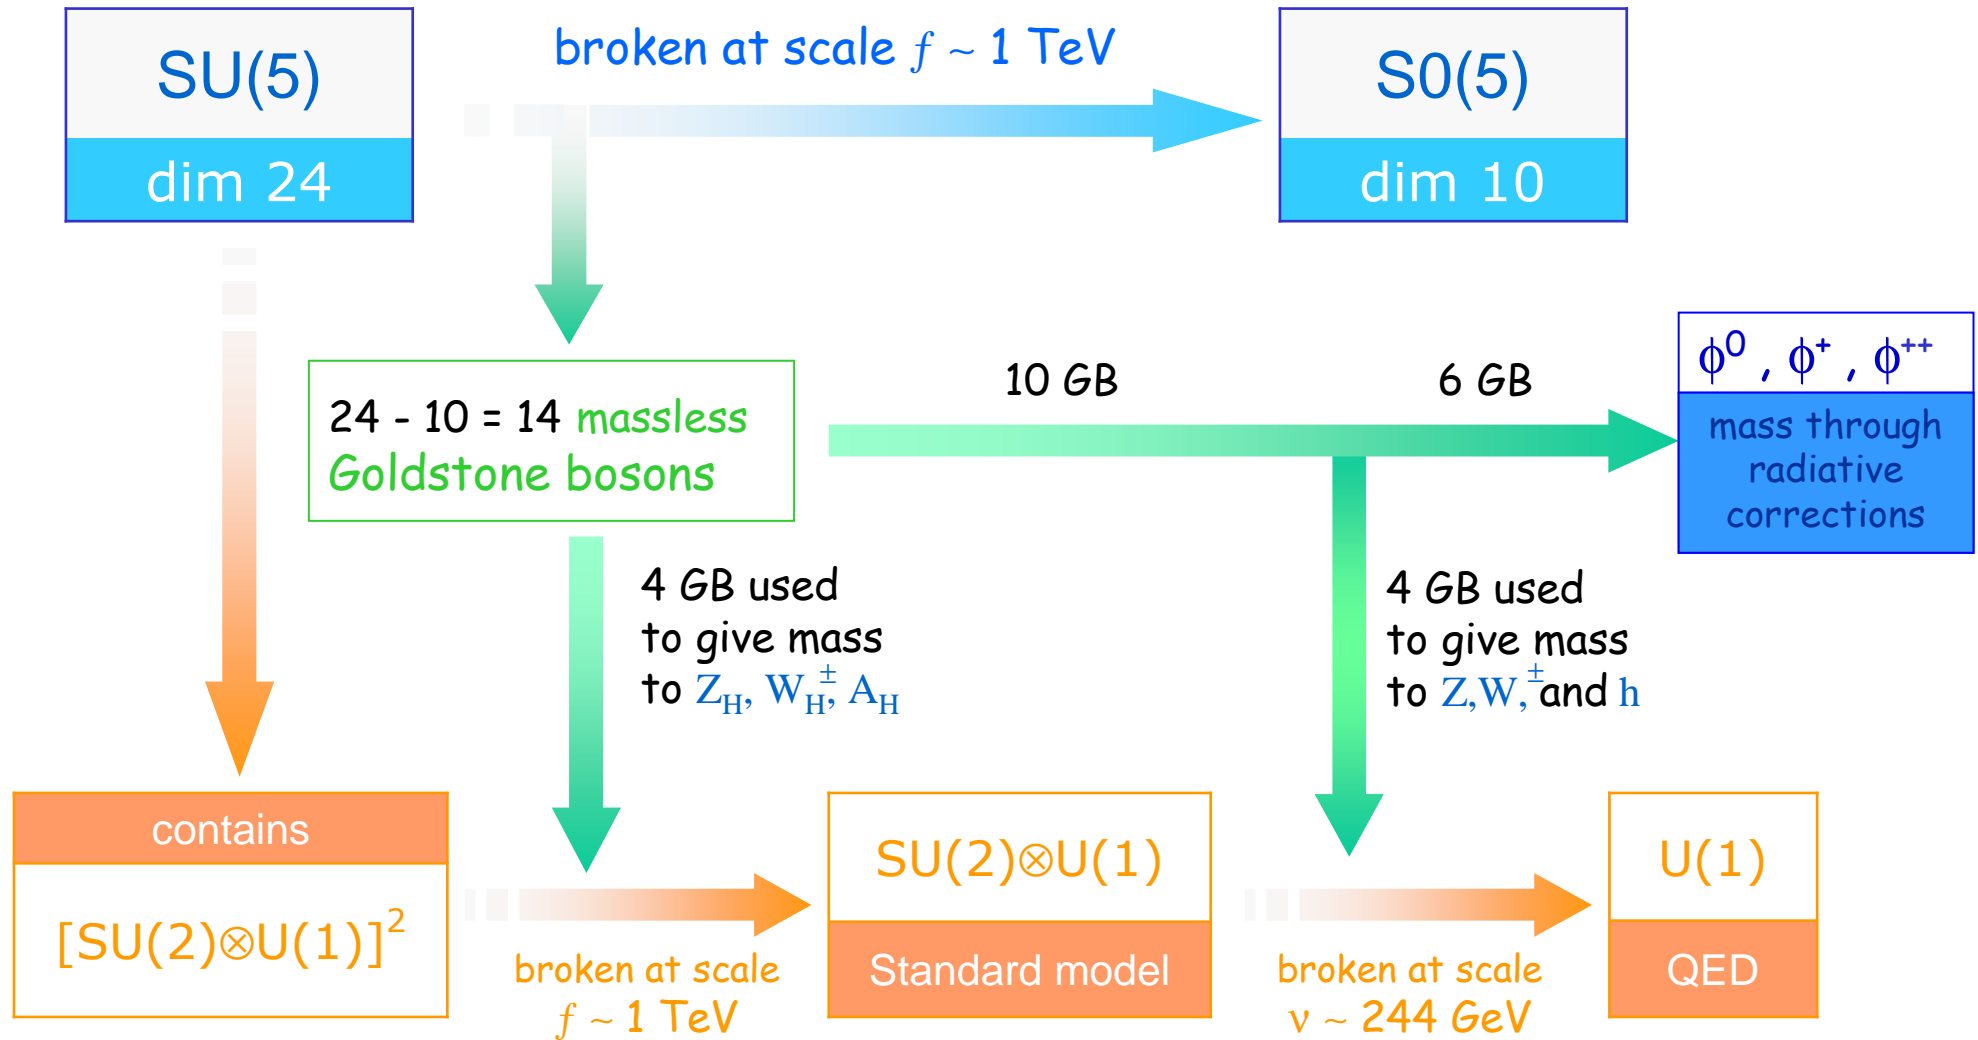 SU(5)
dim 24
broken at scale f ~ 1 TeV
S0(5)
dim 10
24 - 10 = 14 massless
Goldstone bosons
10 GB
6 GB
ϕ⁰ , ϕ⁺ , ϕ⁺⁺
mass through
radiative
corrections
4 GB used
to give mass
to Z_H, W_H^±, A_H
4 GB used
to give mass
to Z,W,^± and h
contains
[SU(2)⊗U(1)]²
broken at scale
f ~ 1 TeV
SU(2)⊗U(1)
Standard model
broken at scale
ν ~ 244 GeV
U(1)
QED